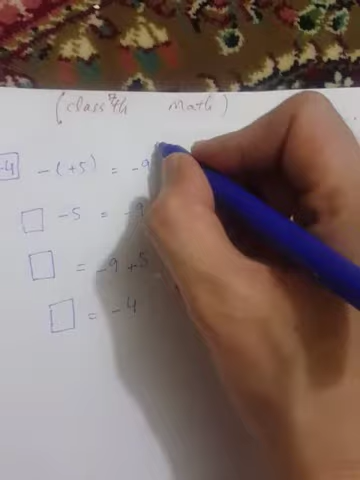 (class 7th Math)
-4 - (+5) = -9
□ - 5 = -9
□ = -9 + 5
□ = -4